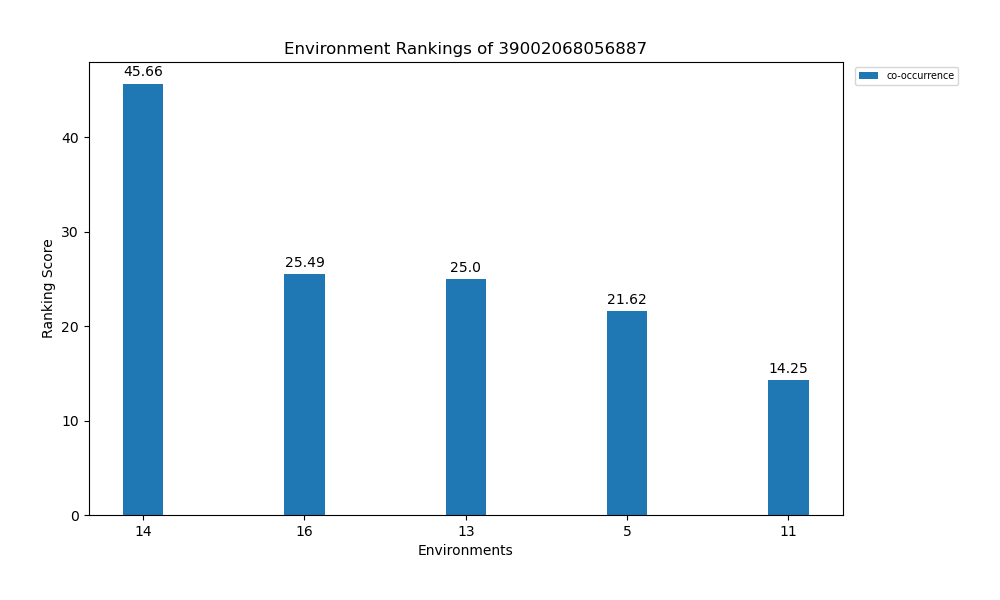 Environment Rankings of 39002068056887
co-occurrence
45.66
25.49
25.0
21.62
14.25
Ranking Score
40
30
20
10
0
14 16 13 5 11
Environments